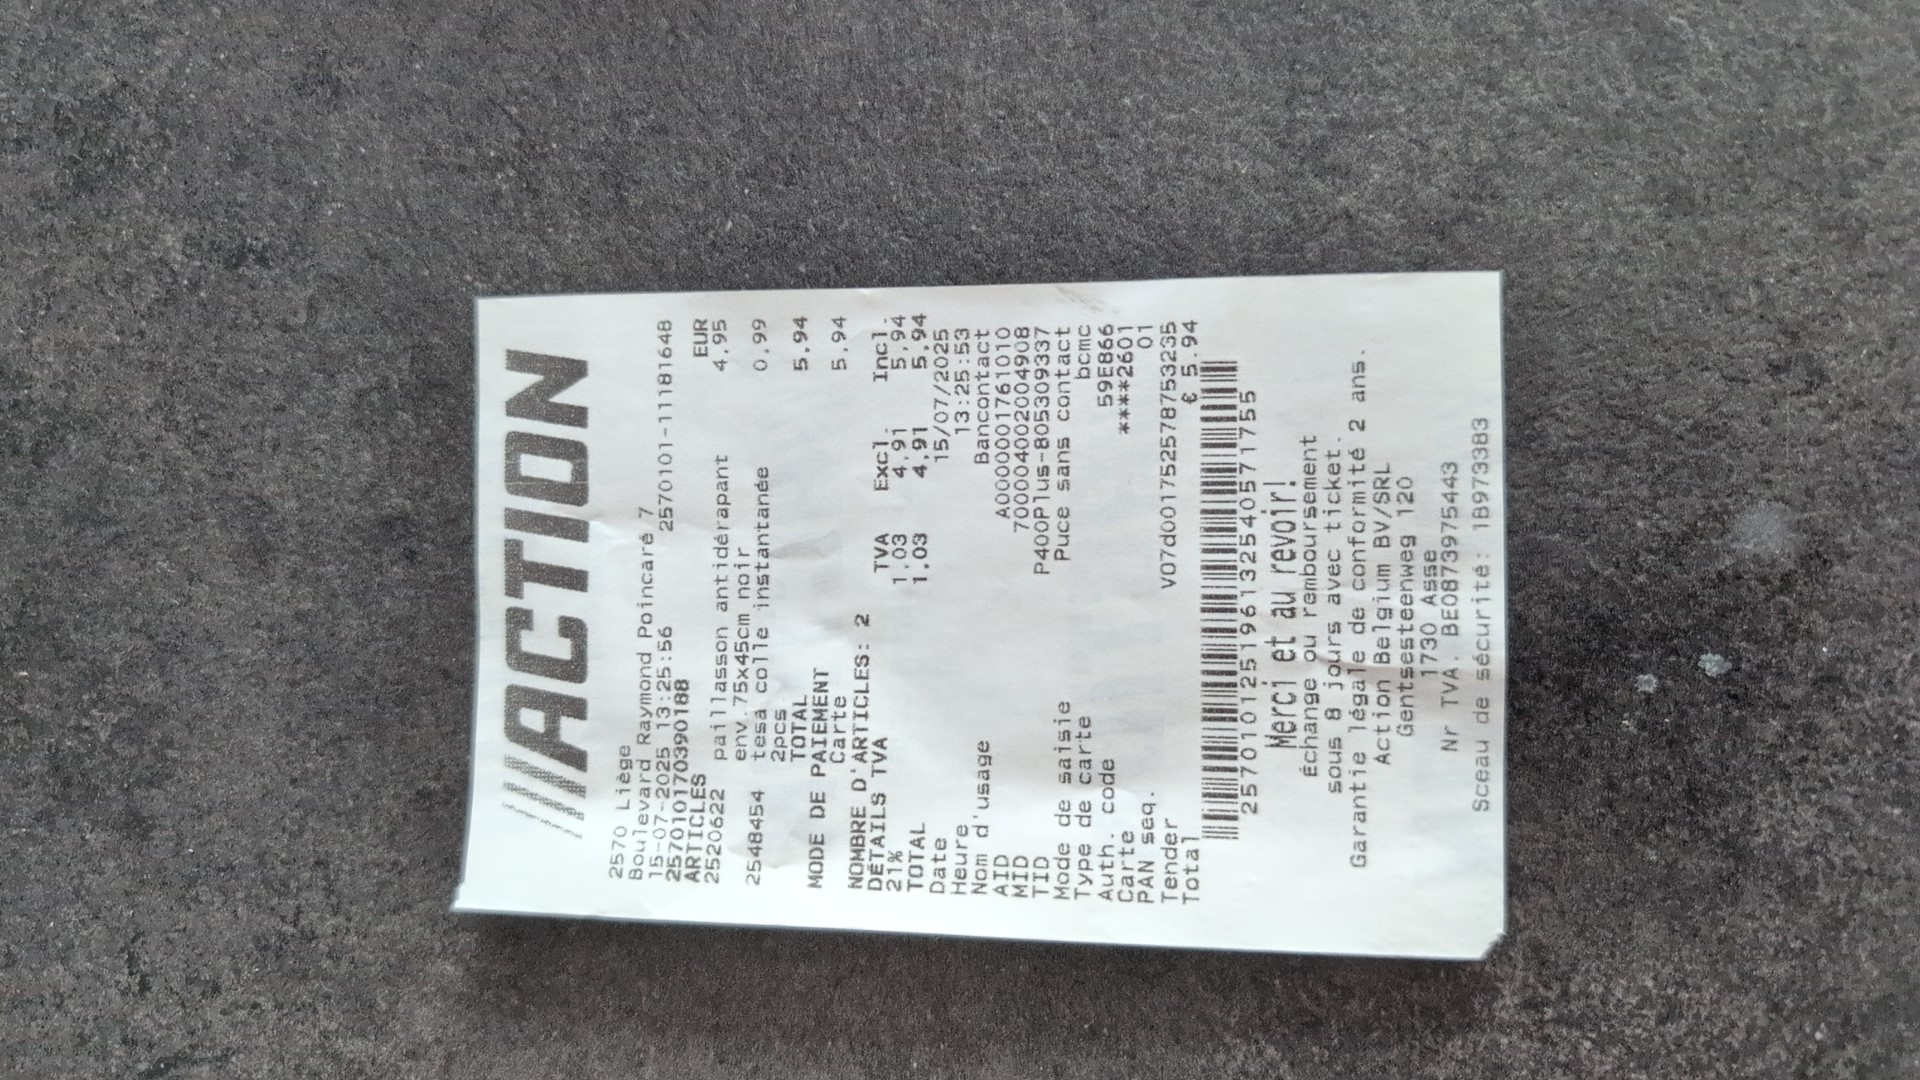 //ACTION
2570 Liège
Boulevard Raymond Poincaré 7
15-07-2025 13:25:56 2570101-11181648
257010170390188
ARTICLES EUR
2520622 paillasson antidérapant 4,95
env.75x45cm noir
2548454 tesa colle instantanée 0,99
2pcs
TOTAL 5,94
MODE DE PAIEMENT
Carte 5,94
NOMBRE D'ARTICLES: 2
DÉTAILS TVA TVA Excl. Incl.
21% 1,03 4,91 5,94
TOTAL 1,03 4,91 5,94
Date 15/07/2025
Heure 13:25:53
Nom d'usage Bancontact
AID A0000001761010
MID 700004002004908
TID P400Plus-805309337
Mode de saisie Puce sans contact
Type de carte bcmc
Auth. code 59E866
Carte ****2601
PAN seq. 01
Tender V07d001752578753235
Total € 5.94
2570101251961325405717 55
Merci et au revoir!
Échange ou remboursement
sous 8 jours avec ticket.
Garantie légale de conformité 2 ans.
Action Belgium BV/SRL
Gentsesteenweg 120
1730 Asse
Nr TVA. BE0873975443
Sceau de sécurité: 1B973383